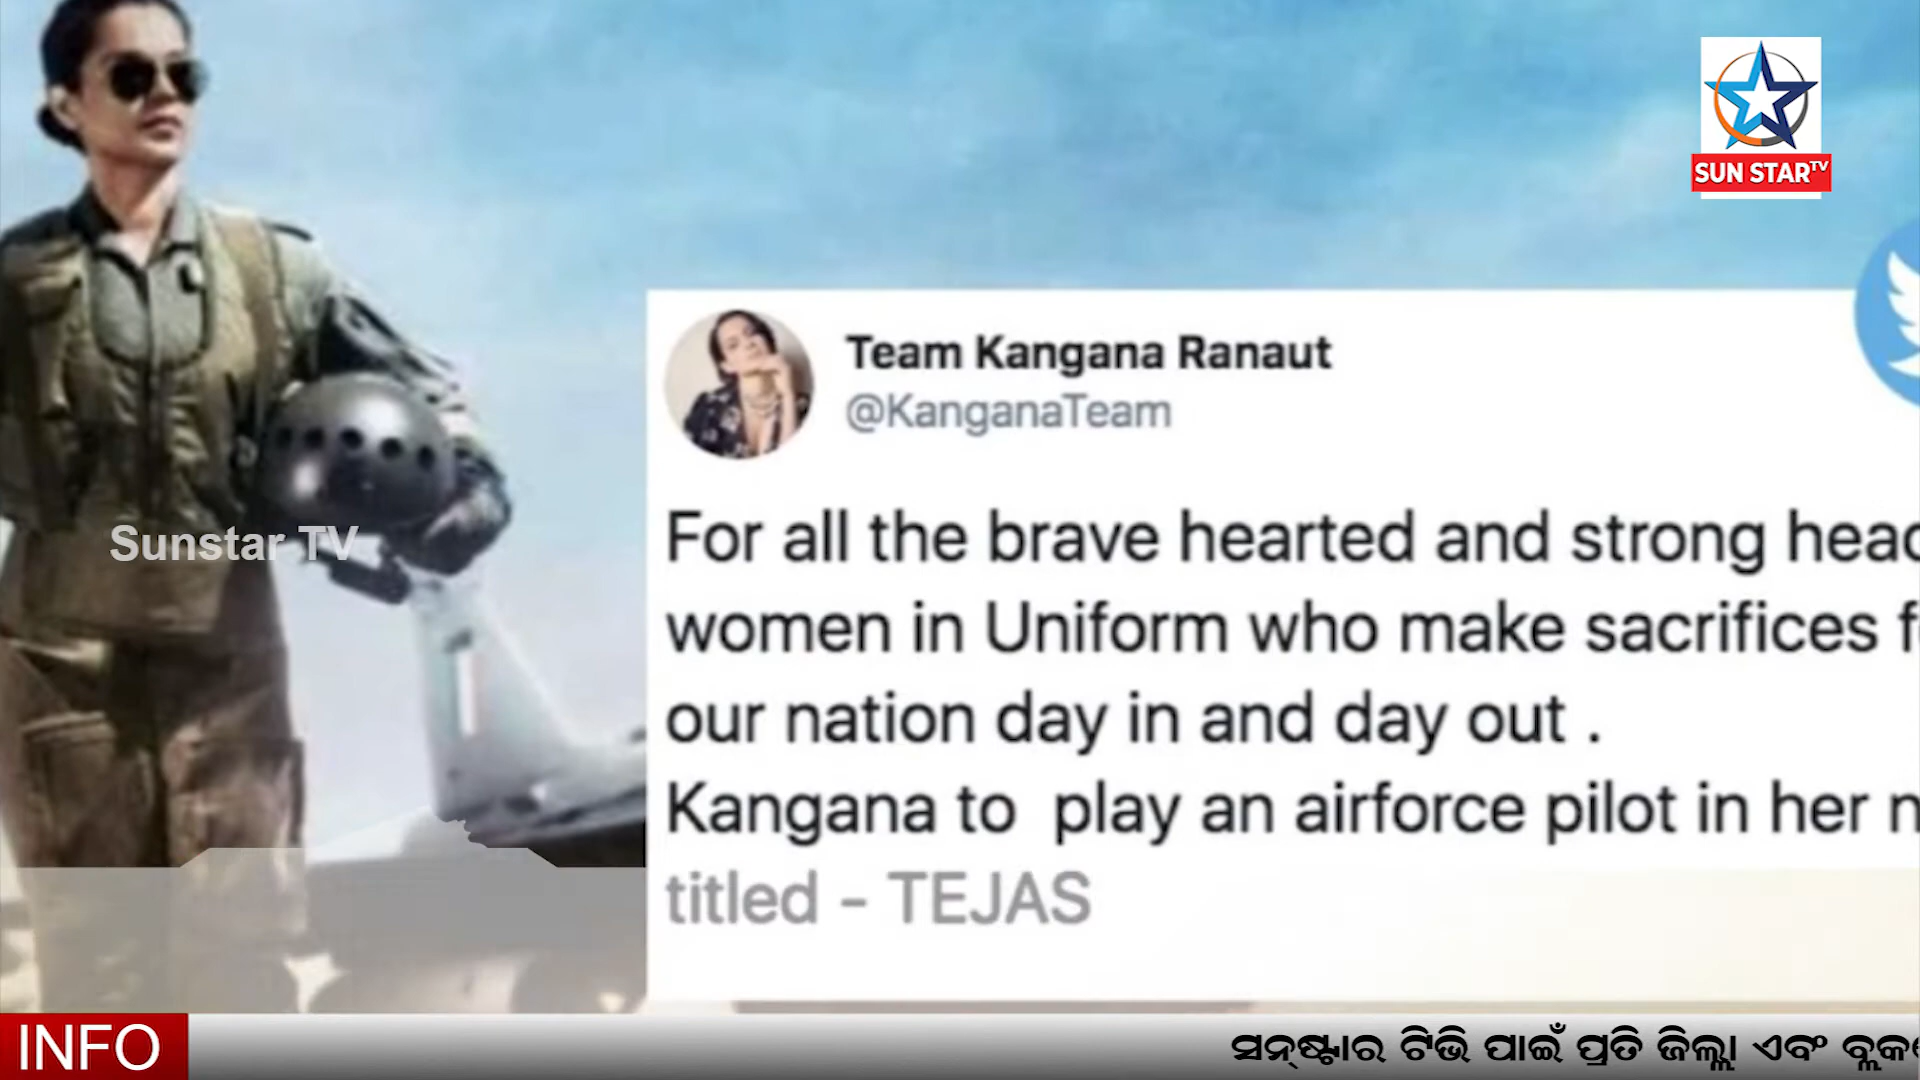 SUN STAR TV
Team Kangana Ranaut
@KanganaTeam
For all the brave hearted and strong
women in Uniform who make sacrifices
our nation day in and day out .
Kangana to play an airforce pilot in her
titled - TEJAS
Sunstar TV
INFO
ସନ୍‌ଷ୍ଟାର ଟିଭି ପାଇଁ ପ୍ରତି ଜିଲ୍ଲା ଏବଂ